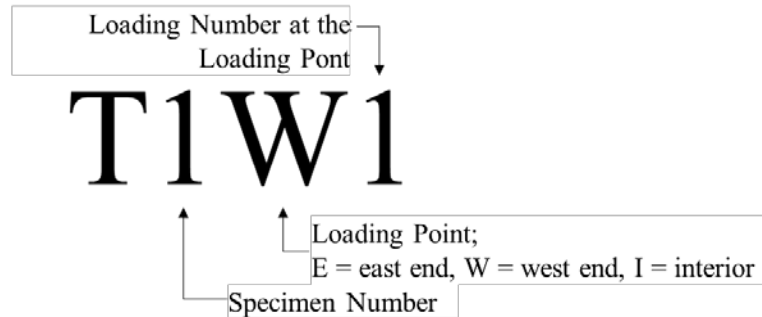 Loading Number at the
Loading Pont
T1W1
Loading Point;
E = east end, W = west end, I = interior
Specimen Number